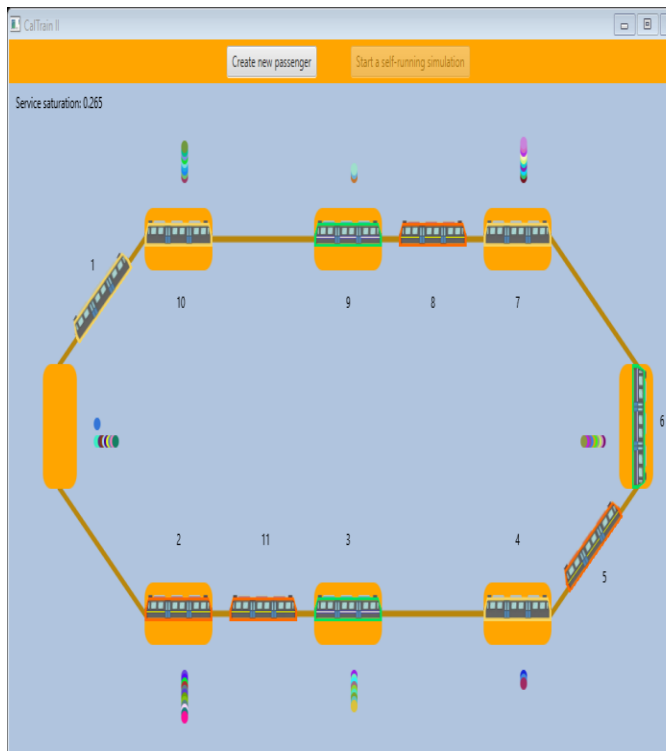 CalTrain II
Create new passenger
Start a self-running simulation
Service saturation: 0.265
1
10
9
8
7
6
2
11
3
4
5